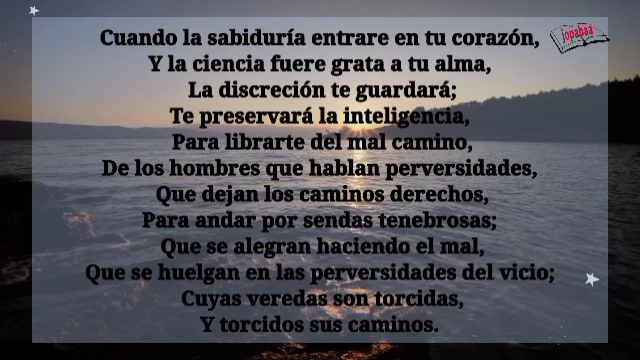 Cuando la sabiduría entrare en tu corazón,
jopabaa
Y la ciencia fuere grata a tu alma,
La discreción te guardará;
Te preservará la inteligencia,
Para librarte del mal camino,
De los hombres que hablan perversidades,
Que dejan los caminos derechos,
Para andar por sendas tenebrosas;
Que se alegran haciendo el mal,
Que se huelgan en las perversidades del vicio;
Cuyas veredas son torcidas,
Y torcidos sus caminos.